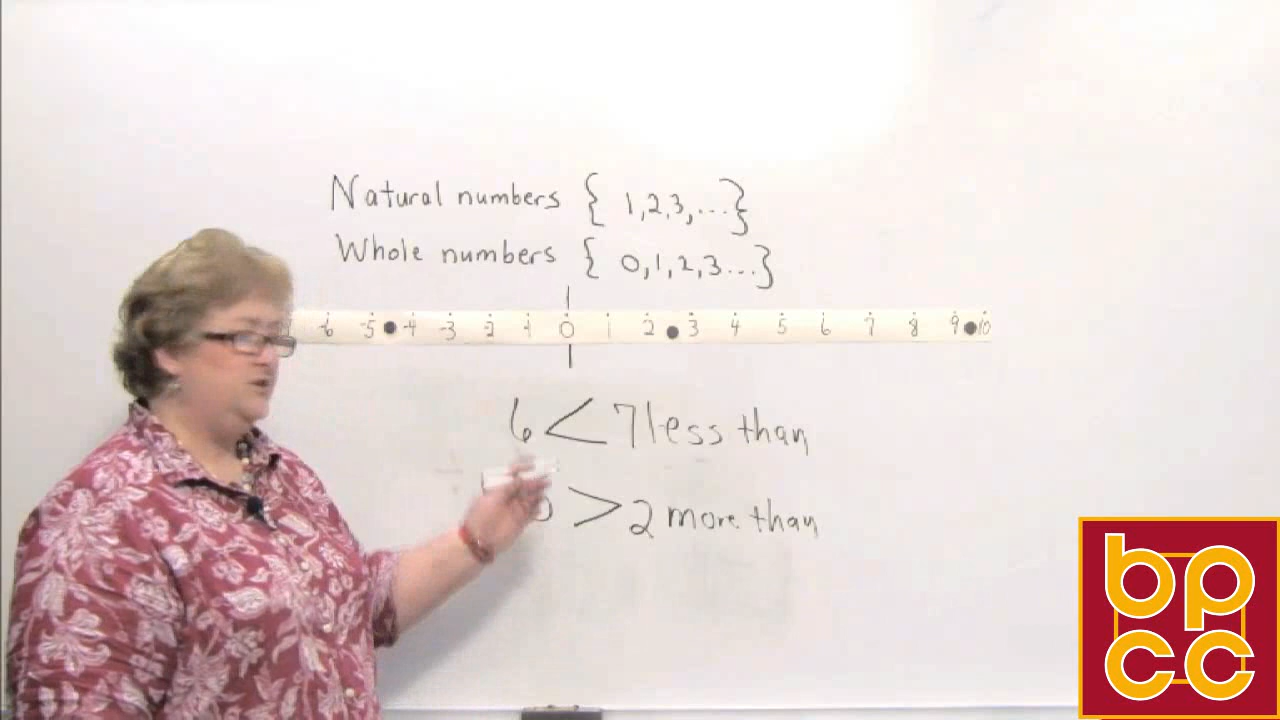 Natural numbers { 1,2,3,...}
Whole numbers { 0,1,2,3...}
-6 -5 -4 -3 -2 -1 0 1 2 3 4 5 6 7 8 9 10
6 < 7 less than
> 2 more than
bp
cc